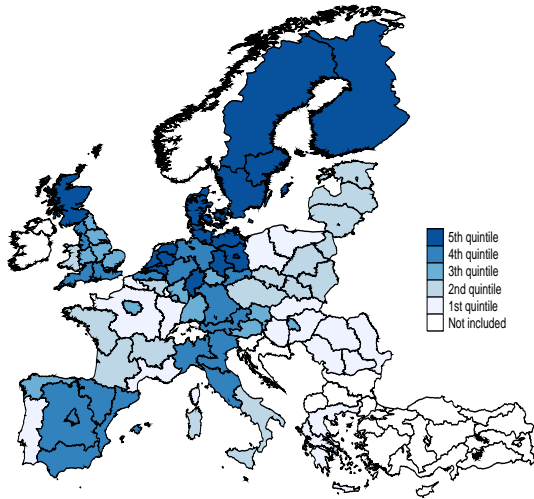 5th quintile
4th quintile
3th quintile
2nd quintile
1st quintile
Not included